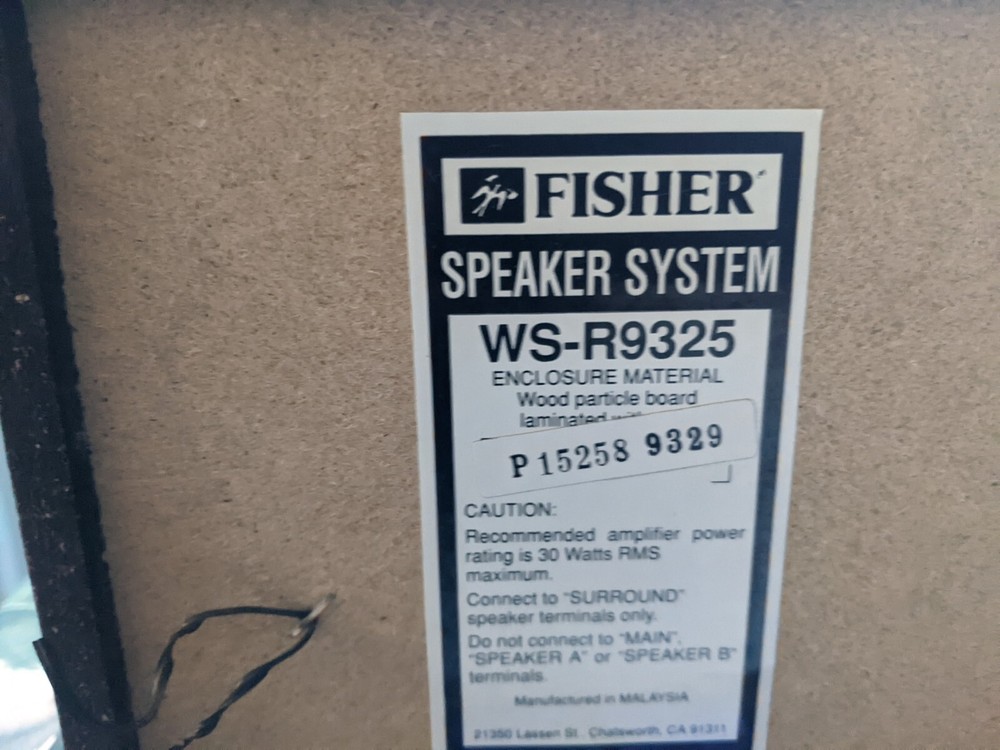 FISHER
SPEAKER SYSTEM
WS-R9325
ENCLOSURE MATERIAL
Wood particle board
laminated
P 15258 9329
CAUTION:
Recommended amplifier power
rating is 30 Watts RMS
maximum.
Connect to "SURROUND"
speaker terminals only.
Do not connect to "MAIN",
"SPEAKER A" or "SPEAKER B"
terminals.
Manufactured in MALAYSIA
21350 Lassen St. Chatsworth, CA 91311